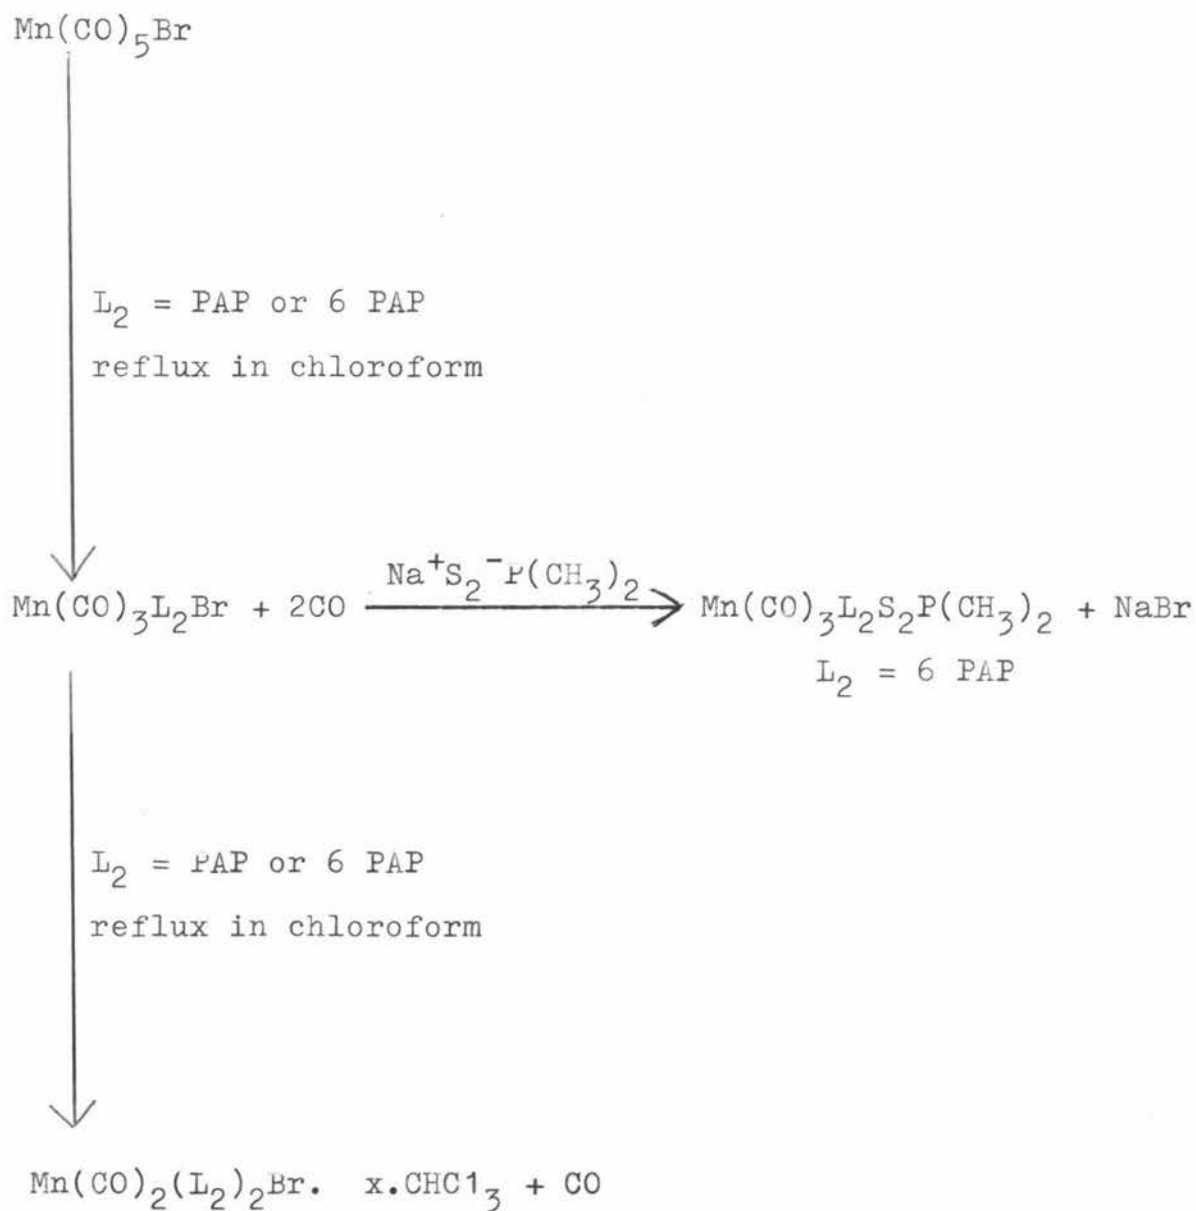 Mn(CO)₅Br
L₂ = PAP or 6 PAP
reflux in chloroform
Na⁺S₂⁻P(CH₃)₂
Mn(CO)₃L₂Br + 2CO Mn(CO)₃L₂S₂P(CH₃)₂ + NaBr
L₂ = 6 PAP
L₂ = PAP or 6 PAP
reflux in chloroform
Mn(CO)₂(L₂)₂Br. x.CHCl₃ + CO